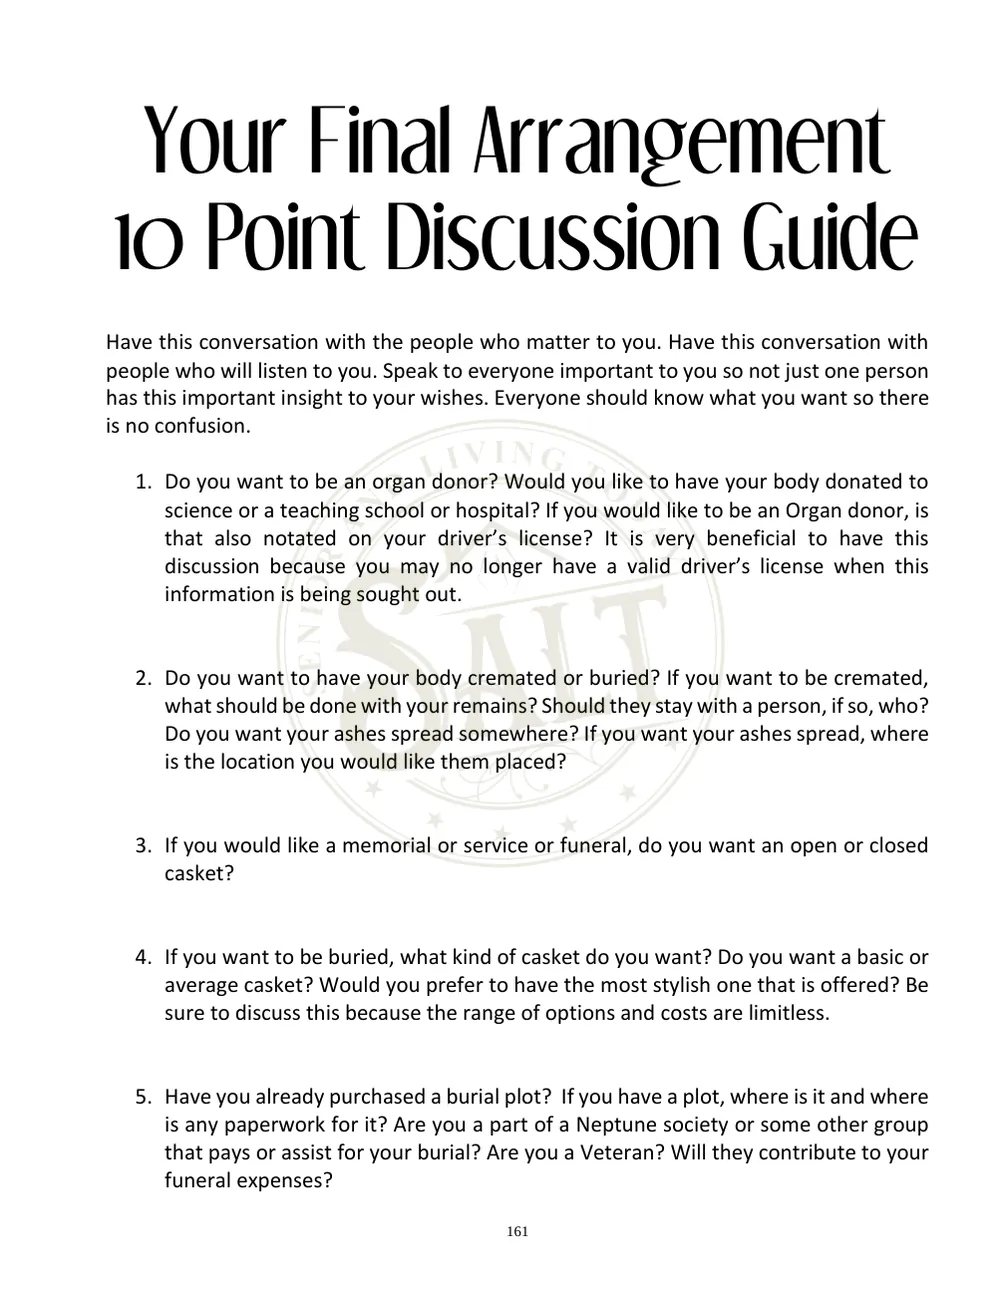 Your Final Arrangement
10 Point Discussion Guide
Have this conversation with the people who matter to you. Have this conversation with
people who will listen to you. Speak to everyone important to you so not just one person
has this important insight to your wishes. Everyone should know what you want so there
is no confusion.
1. Do you want to be an organ donor? Would you like to have your body donated to
science or a teaching school or hospital? If you would like to be an Organ donor, is
that also notated on your driver’s license? It is very beneficial to have this
discussion because you may no longer have a valid driver’s license when this
information is being sought out.
2. Do you want to have your body cremated or buried? If you want to be cremated,
what should be done with your remains? Should they stay with a person, if so, who?
Do you want your ashes spread somewhere? If you want your ashes spread, where
is the location you would like them placed?
3. If you would like a memorial or service or funeral, do you want an open or closed
casket?
4. If you want to be buried, what kind of casket do you want? Do you want a basic or
average casket? Would you prefer to have the most stylish one that is offered? Be
sure to discuss this because the range of options and costs are limitless.
5. Have you already purchased a burial plot?  If you have a plot, where is it and where
is any paperwork for it? Are you a part of a Neptune society or some other group
that pays or assist for your burial? Are you a Veteran? Will they contribute to your
funeral expenses?
SENIOR AND LIVING TODAY
SALT
161